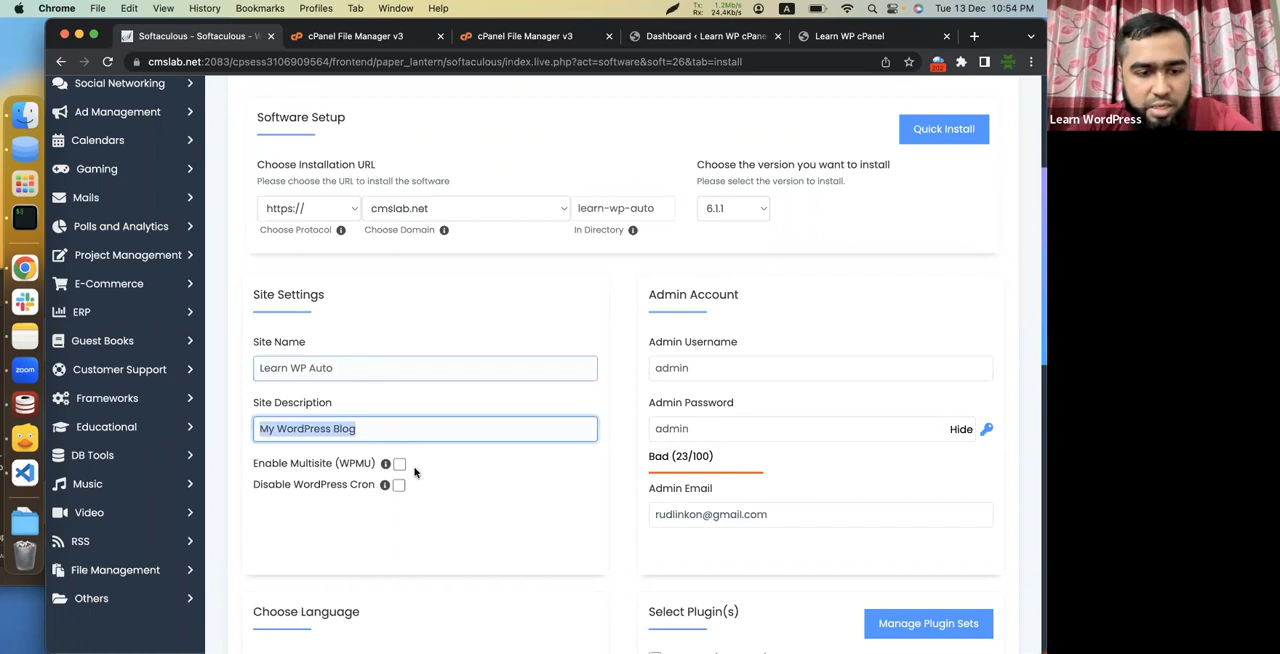 Chrome File Edit View History Bookmarks Profiles Tab Window Help
Tx: 1.2Mb/s
Rx: 24.4Kb/s
A
Tue 13 Dec 10:54 PM
Softaculous - Softaculous - W
cPanel File Manager v3
cPanel File Manager v3
Dashboard ‹ Learn WP cPane
Learn WP cPanel
cmslab.net:2083/cpsess3106909564/frontend/paper_lantern/softaculous/index.live.php?act=software&soft=26&tab=install
Learn WordPress
zoom
Social Networking
Ad Management
Calendars
Gaming
Mails
Polls and Analytics
Project Management
E-Commerce
ERP
Guest Books
Customer Support
Frameworks
Educational
DB Tools
Music
Video
RSS
File Management
Others
Software Setup
Quick Install
Choose Installation URL
Please choose the URL to install the software
https://
cmslab.net
learn-wp-auto
Choose Protocol
Choose Domain
In Directory
Choose the version you want to install
Please select the version to install.
6.1.1
Site Settings
Site Name
Learn WP Auto
Site Description
My WordPress Blog
Enable Multisite (WPMU)
Disable WordPress Cron
Admin Account
Admin Username
admin
Admin Password
admin
Hide
Bad (23/100)
Admin Email
rudlinkon@gmail.com
Choose Language
Select Plugin(s)
Manage Plugin Sets